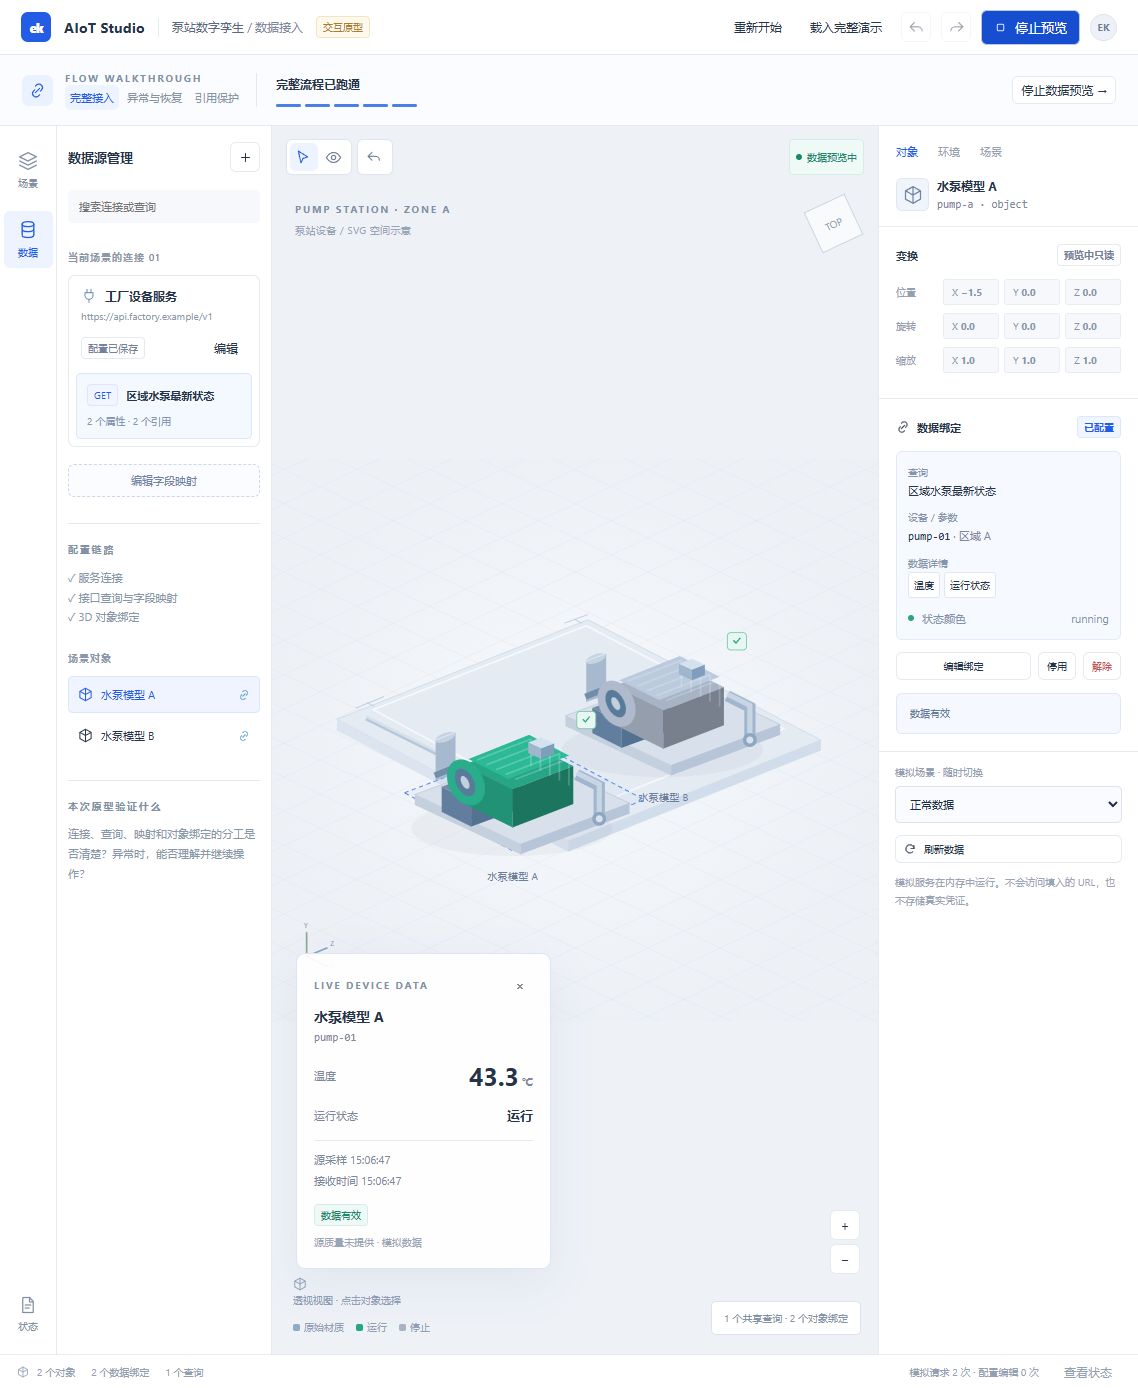 ek AIoT Studio 泵站数字孪生 / 数据接入 交互原型 重新开始 载入完整演示 停止预览 EK
FLOW WALKTHROUGH
完整接入 异常与恢复 引用保护
完整流程已跑通
停止数据预览 →
场景
数据
状态
数据源管理 +
搜索连接或查询
当前场景的连接 01
工厂设备服务
https://api.factory.example/v1
配置已保存 编辑
GET 区域水泵最新状态
2 个属性 · 2 个引用
编辑字段映射
配置链路
✓ 服务连接
✓ 接口查询与字段映射
✓ 3D 对象绑定
场景对象
水泵模型 A
水泵模型 B
本次原型验证什么
连接、查询、映射和对象绑定的分工是
否清楚？异常时，能否理解并继续操
作？
数据预览中
PUMP STATION · ZONE A
泵站设备 / SVG 空间示意
TOP
水泵模型 B
水泵模型 A
Y
Z
LIVE DEVICE DATA ×
水泵模型 A
pump-01
温度 43.3 °C
运行状态 运行
源采样 15:06:47
接收时间 15:06:47
数据有效
源质量未提供 · 模拟数据
透视视图 · 点击对象选择
原始材质 运行 停止
+
−
1 个共享查询 · 2 个对象绑定
对象 环境 场景
水泵模型 A
pump-a · object
变换 预览中只读
位置 X −1.5 Y 0.0 Z 0.0
旋转 X 0.0 Y 0.0 Z 0.0
缩放 X 1.0 Y 1.0 Z 1.0
数据绑定 已配置
查询
区域水泵最新状态
设备 / 参数
pump-01 · 区域 A
数据详情
温度 运行状态
状态颜色 running
编辑绑定 停用 解除
数据有效
模拟场景 · 随时切换
正常数据
刷新数据
模拟服务在内存中运行。不会访问填入的 URL，也
不存储真实凭证。
2 个对象 2 个数据绑定 1 个查询
模拟请求 2 次 · 配置编辑 0 次 查看状态